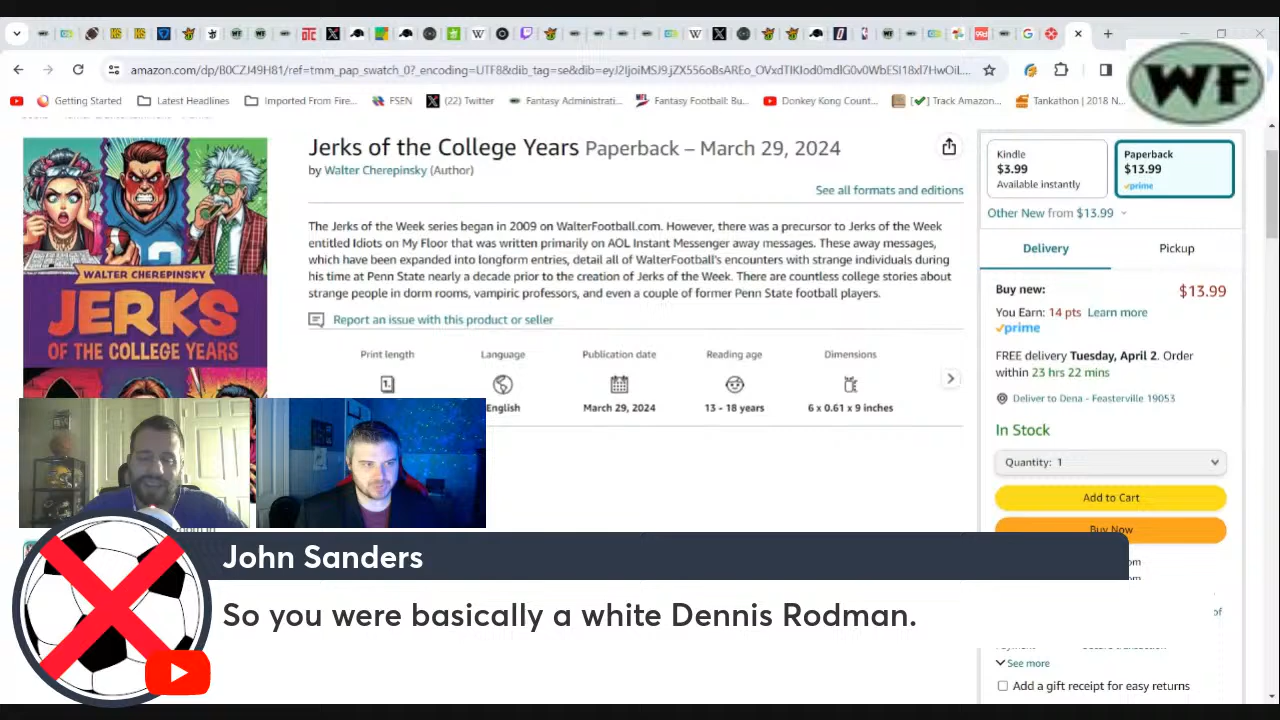 amazon.com/dp/B0CZJ49H81/ref=tmm_pap_swatch_0?_encoding=UTF8&dib_tag=se&dib=
WF
Getting Started
Latest Headlines
Imported From Fire...
FSEN
(22) Twitter
Fantasy Administrati...
Fantasy Football: Bu...
Donkey Kong Count...
[✔] Track Amazon...
Tankathon | 2018 N...
WALTER CHEREPINSKY
JERKS
OF THE COLLEGE YEARS
Jerks of the College Years Paperback – March 29, 2024
by Walter Cherepinsky (Author)
See all formats and editions
The Jerks of the Week series began in 2009 on WalterFootball.com. However, there was a precursor to Jerks of the Week
entitled Idiots on My Floor that was written primarily on AOL Instant Messenger away messages. These away messages,
which have been expanded into longform entries, detail all of WalterFootball's encounters with strange individuals during
his time at Penn State nearly a decade prior to the creation of Jerks of the Week. There are countless college stories about
strange people in dorm rooms, vampiric professors, and even a couple of former Penn State football players.
Report an issue with this product or seller
Print length
Language
English
Publication date
March 29, 2024
Reading age
13 - 18 years
Dimensions
6 x 0.61 x 9 inches
Kindle
$3.99
Available instantly
Paperback
$13.99
prime
Other New from $13.99
Delivery
Pickup
Buy new: $13.99
You Earn: 14 pts Learn more
prime
FREE delivery Tuesday, April 2. Order
within 23 hrs 22 mins
Deliver to Dena - Feasterville 19053
In Stock
Quantity: 1
Add to Cart
Buy Now
John Sanders
So you were basically a white Dennis Rodman.
See more
Add a gift receipt for easy returns